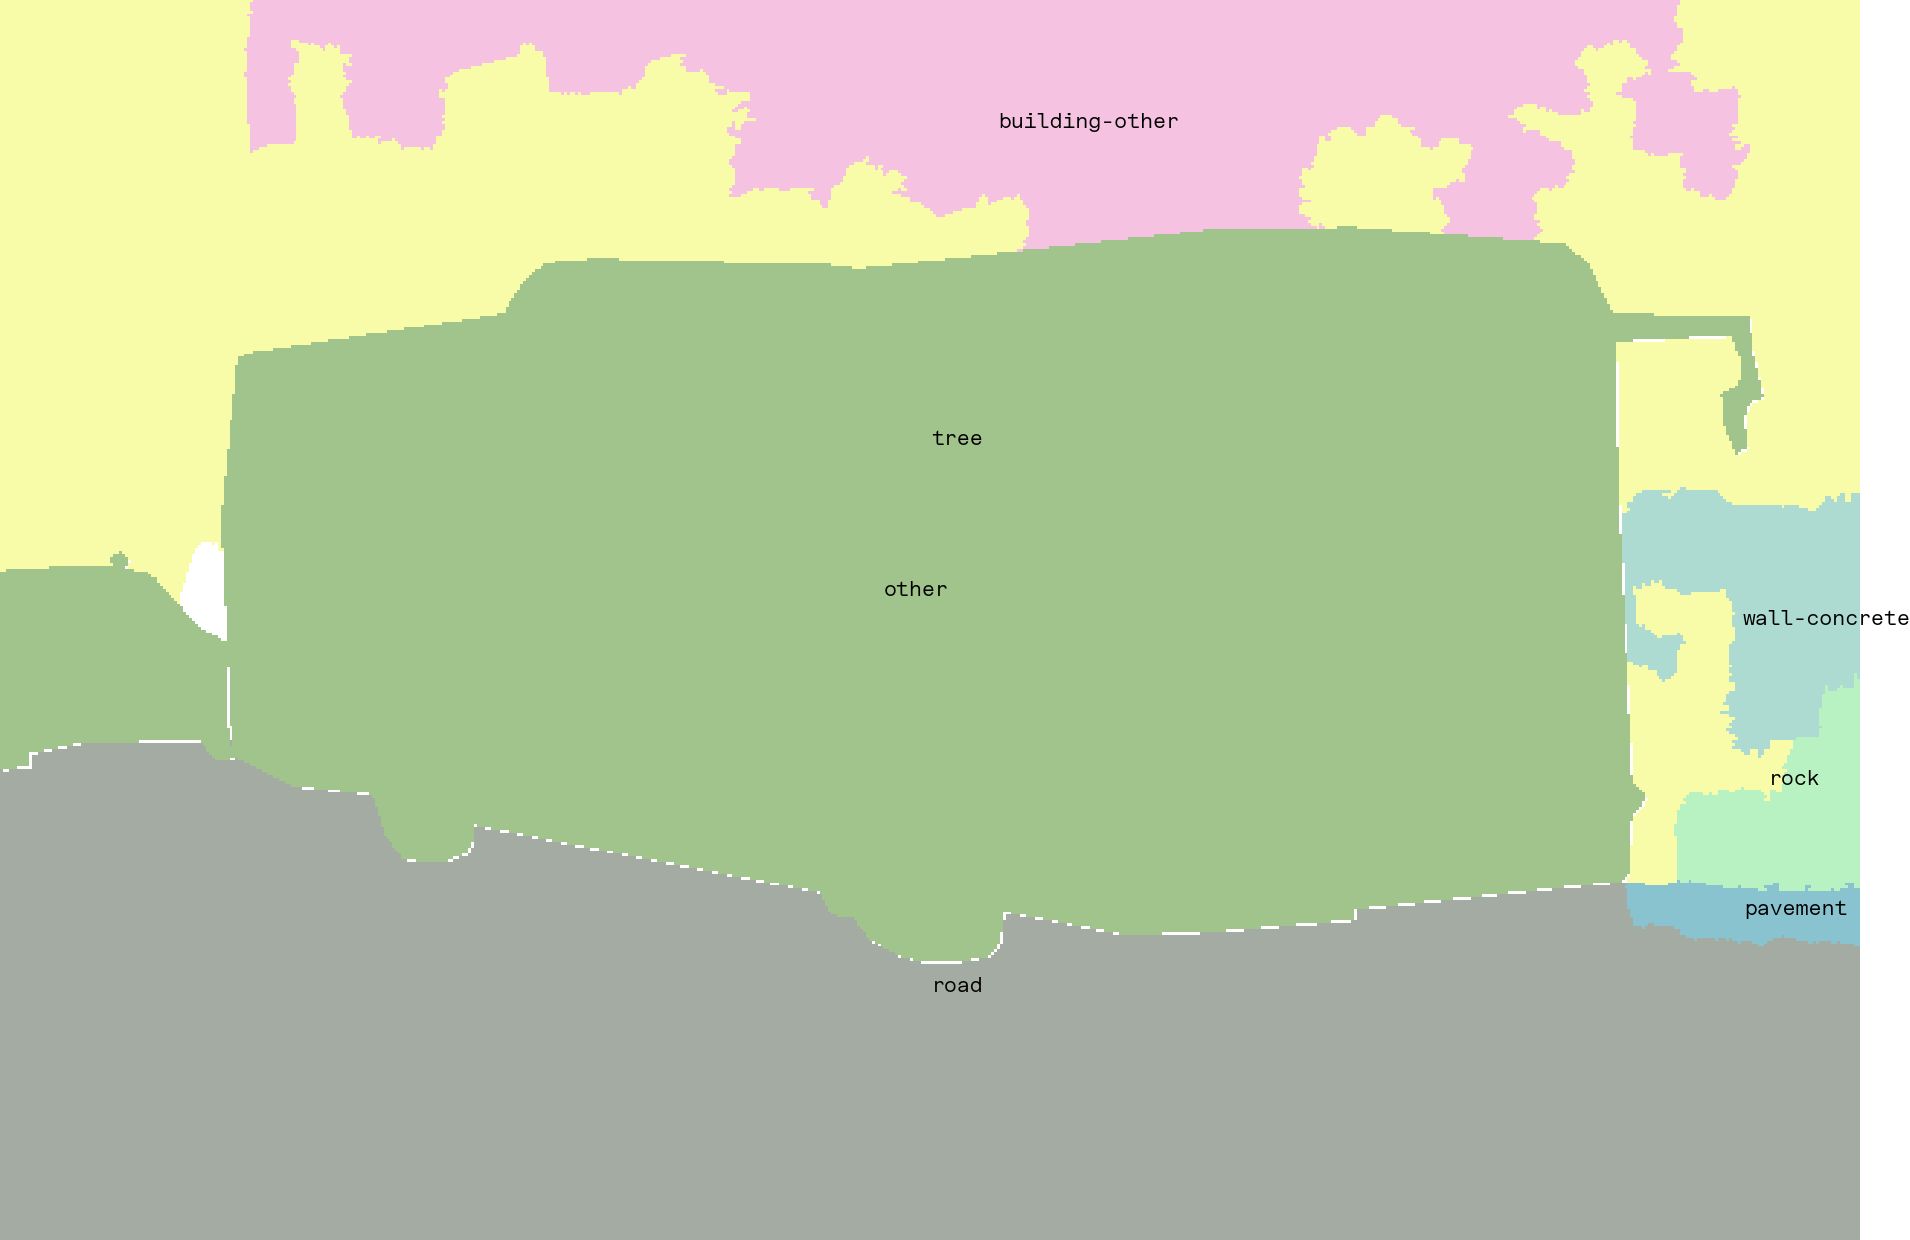 building-other
tree
other
wall-concrete
rock
pavement
road